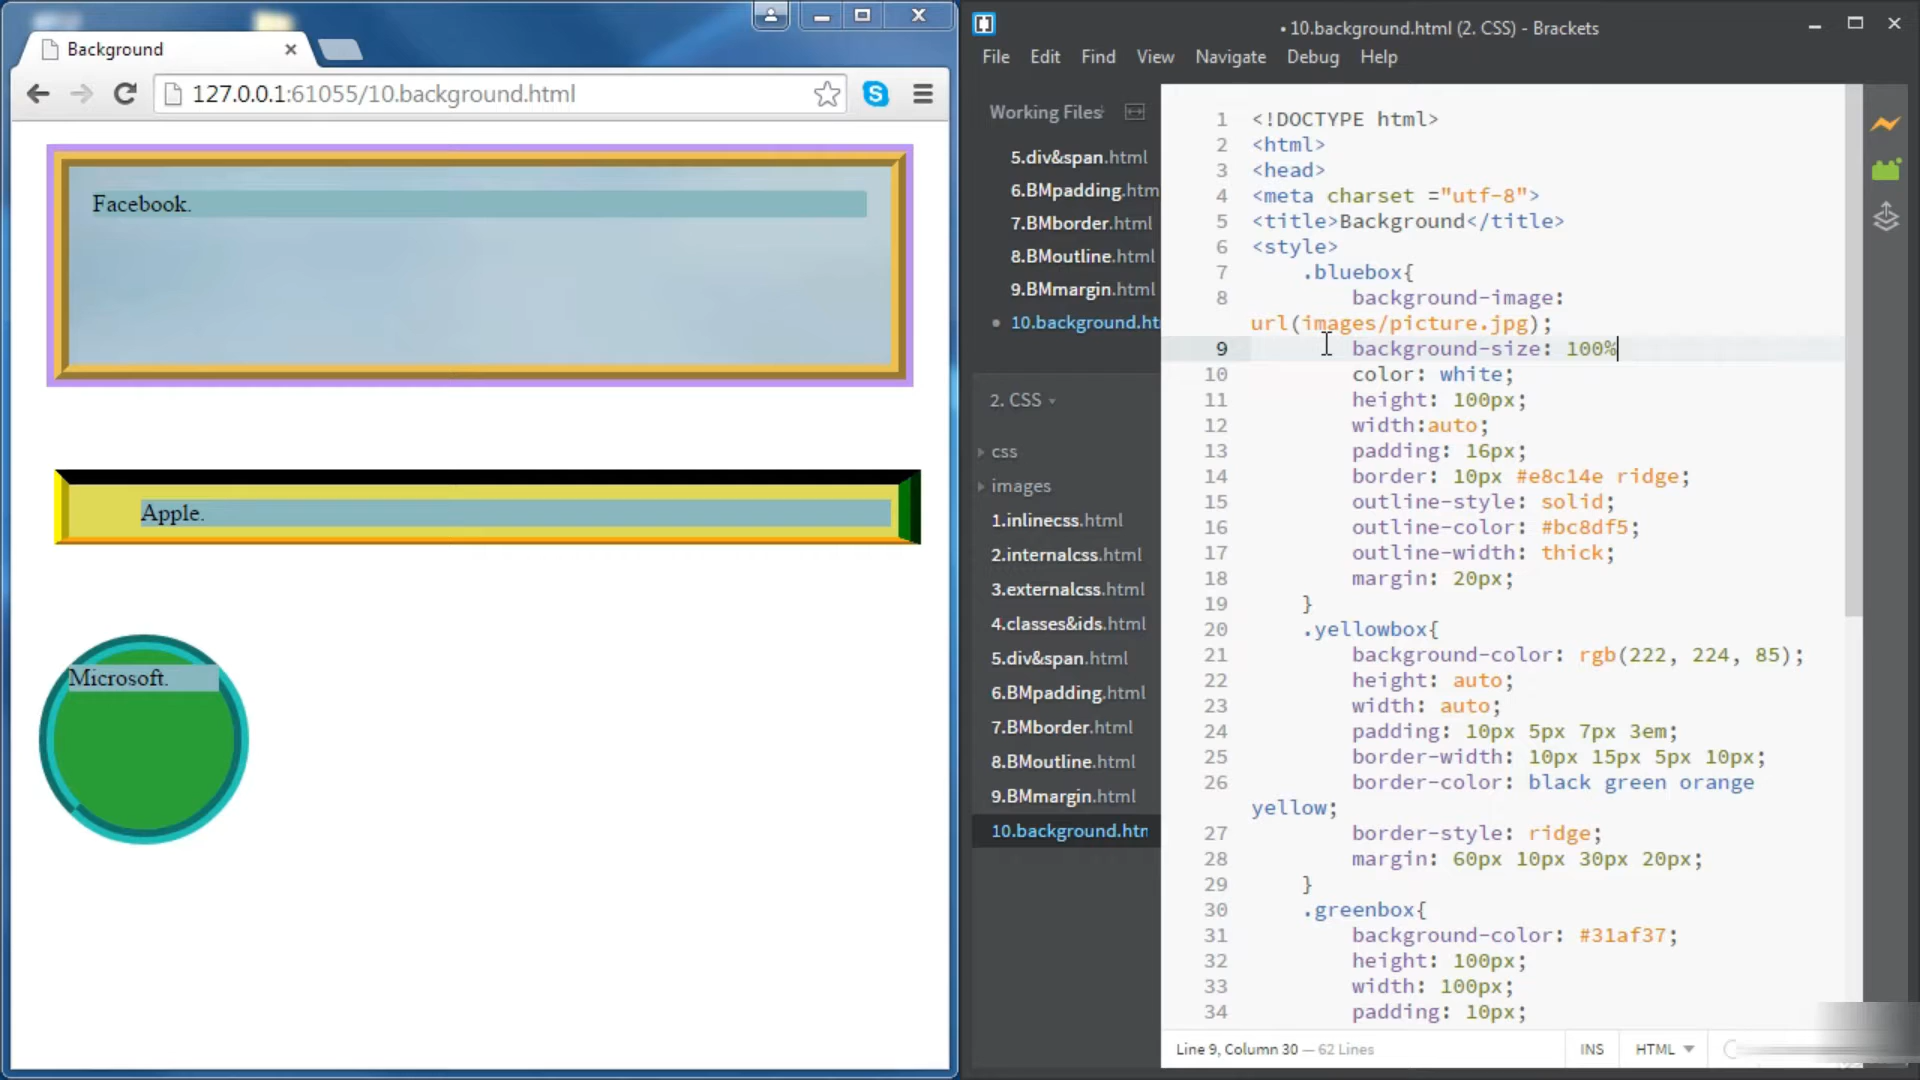 Background
127.0.0.1:61055/10.background.html
Facebook.
Apple.
Microsoft.
10.background.html (2. CSS) - Brackets
File Edit Find View Navigate Debug Help
Working Files
5.div&span.html
6.BMpadding.htm
7.BMborder.html
8.BMoutline.html
9.BMmargin.html
10.background.ht
2. CSS
css
images
1.inlinecss.html
2.internalcss.html
3.externalcss.html
4.classes&ids.html
5.div&span.html
6.BMpadding.html
7.BMborder.html
8.BMoutline.html
9.BMmargin.html
10.background.htm
1 <!DOCTYPE html>
2 <html>
3 <head>
4 <meta charset ="utf-8">
5 <title>Background</title>
6 <style>
7 .bluebox{
8 background-image:
url(images/picture.jpg);
9 background-size: 100%
10 color: white;
11 height: 100px;
12 width:auto;
13 padding: 16px;
14 border: 10px #e8c14e ridge;
15 outline-style: solid;
16 outline-color: #bc8df5;
17 outline-width: thick;
18 margin: 20px;
19 }
20 .yellowbox{
21 background-color: rgb(222, 224, 85);
22 height: auto;
23 width: auto;
24 padding: 10px 5px 7px 3em;
25 border-width: 10px 15px 5px 10px;
26 border-color: black green orange
yellow;
27 border-style: ridge;
28 margin: 60px 10px 30px 20px;
29 }
30 .greenbox{
31 background-color: #31af37;
32 height: 100px;
33 width: 100px;
34 padding: 10px;
Line 9, Column 30 — 62 Lines
INS
HTML